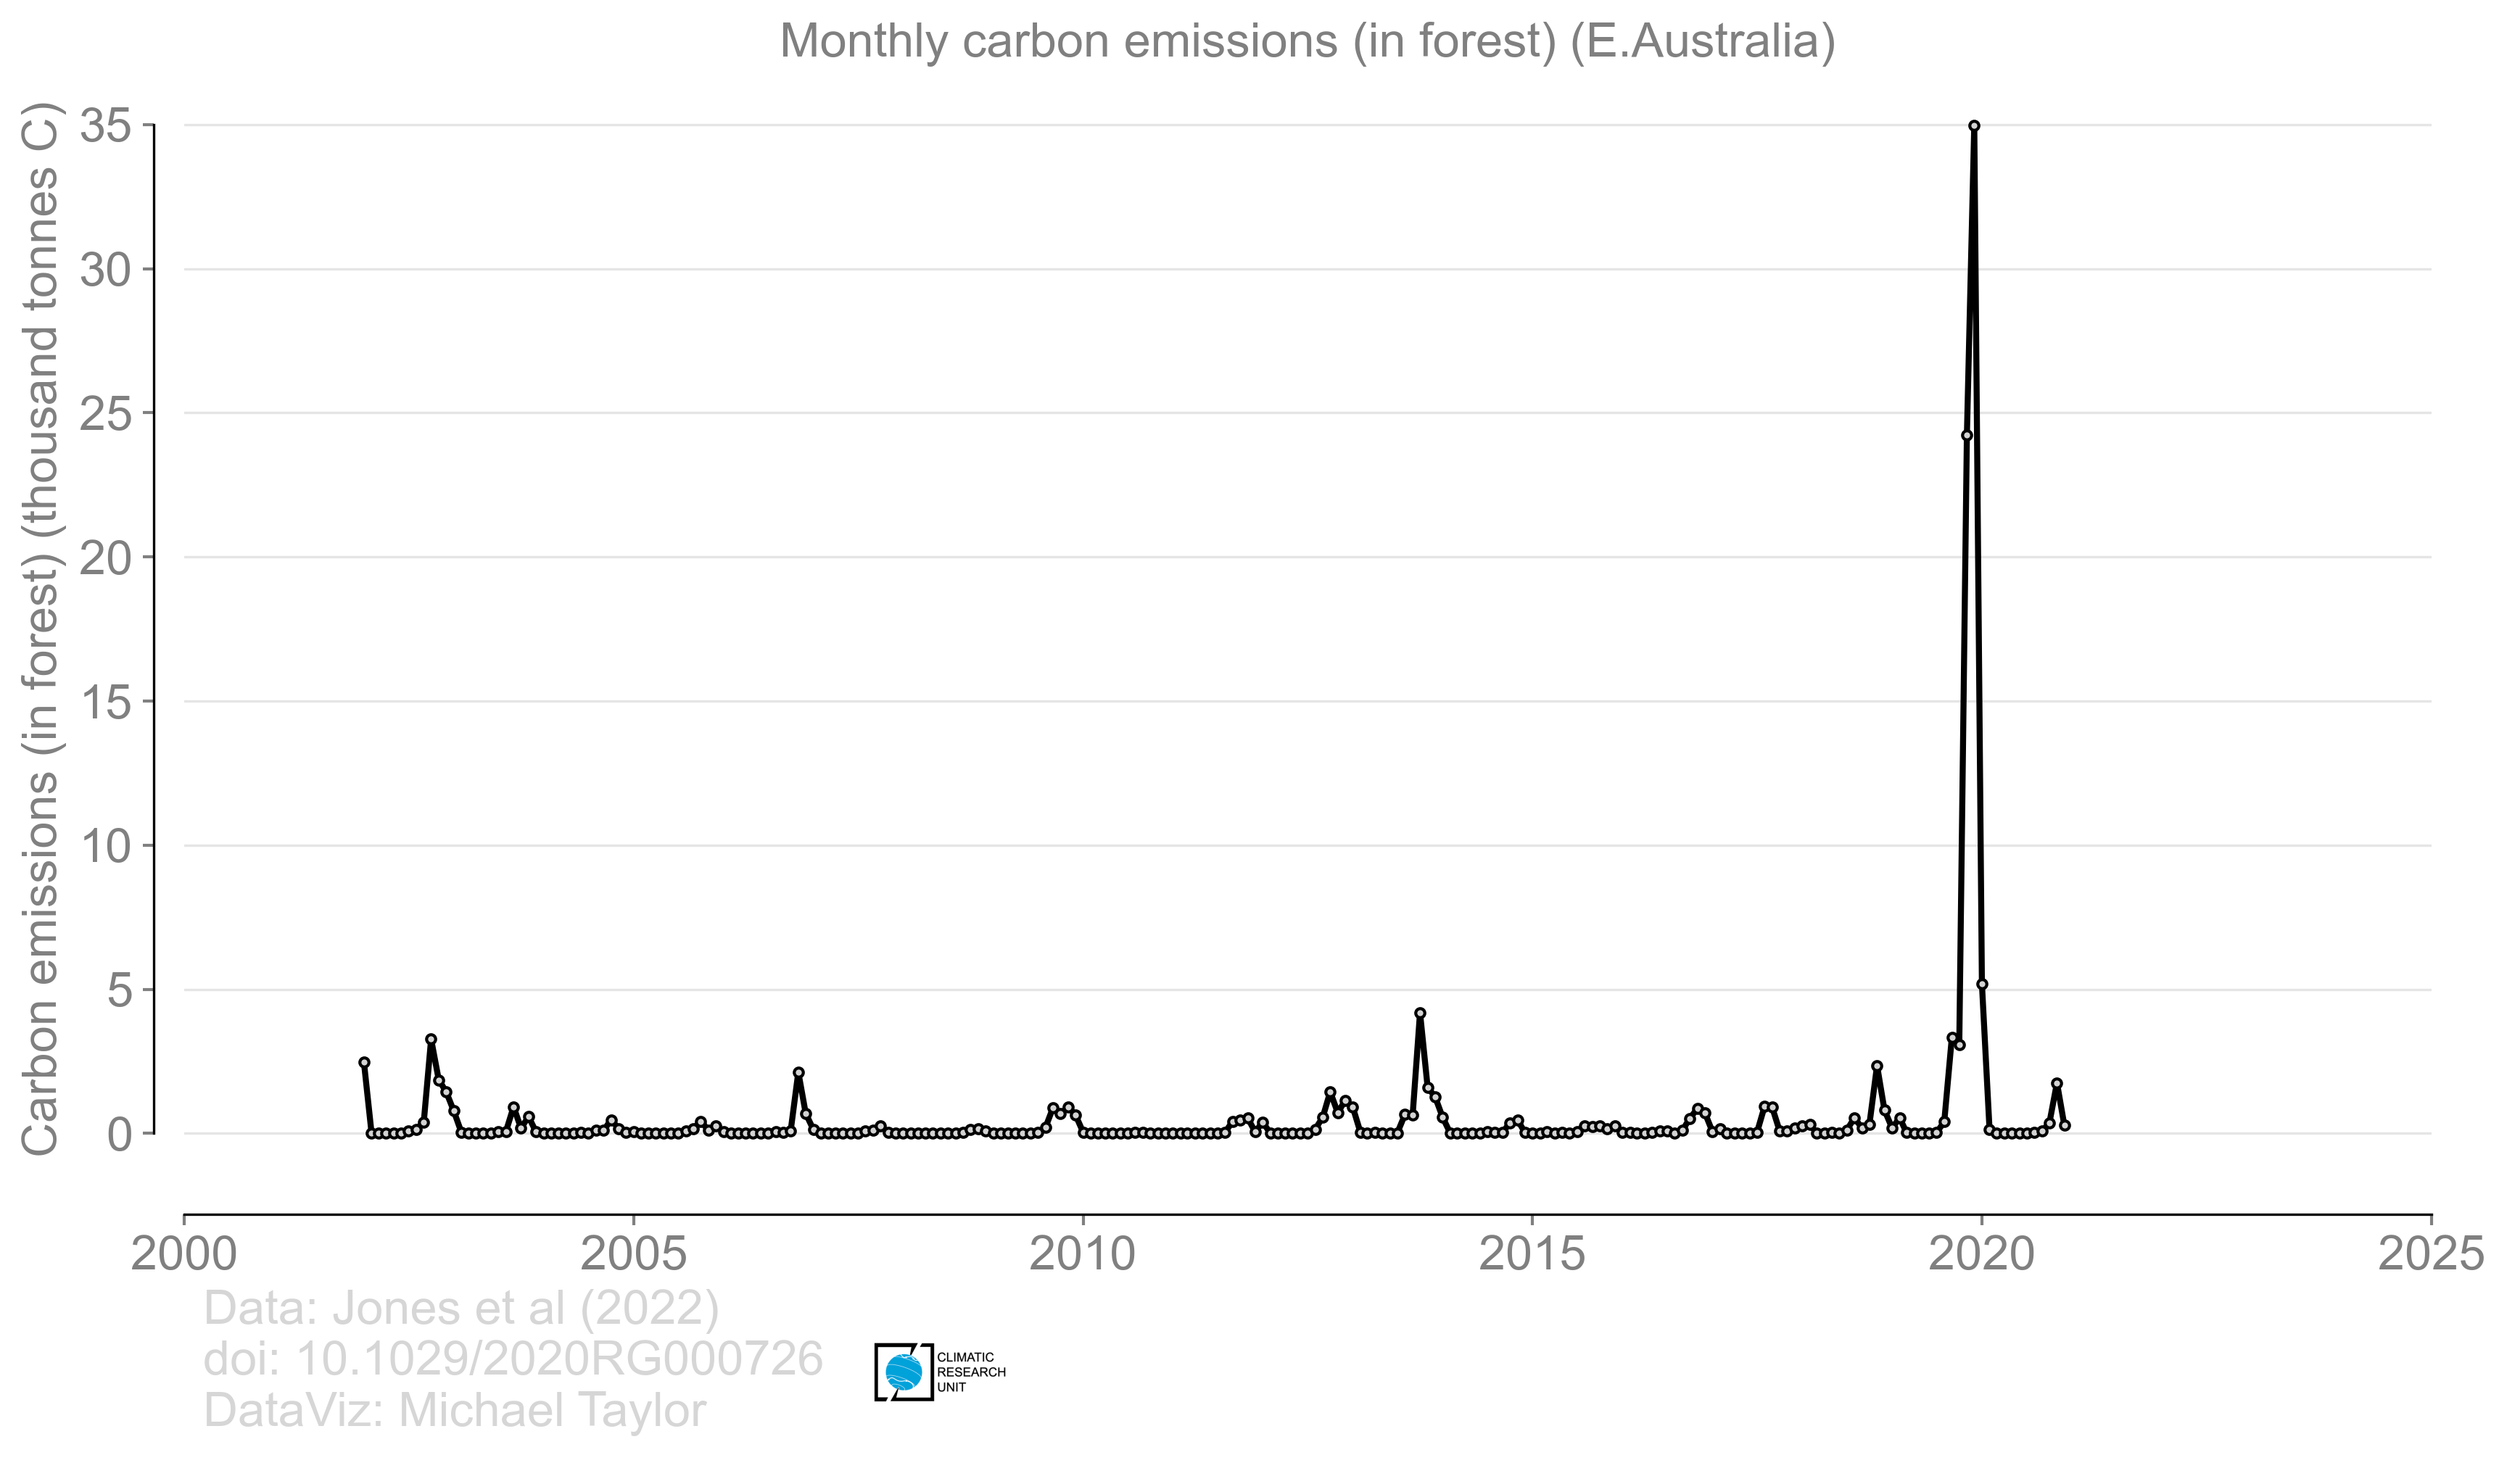 Monthly carbon emissions (in forest) (E.Australia)
Carbon emissions (in forest) (thousand tonnes C)
35
30
25
20
15
10
5
0
2000 2005 2010 2015 2020 2025
Data: Jones et al (2022)
doi: 10.1029/2020RG000726
DataViz: Michael Taylor
CLIMATIC
RESEARCH
UNIT